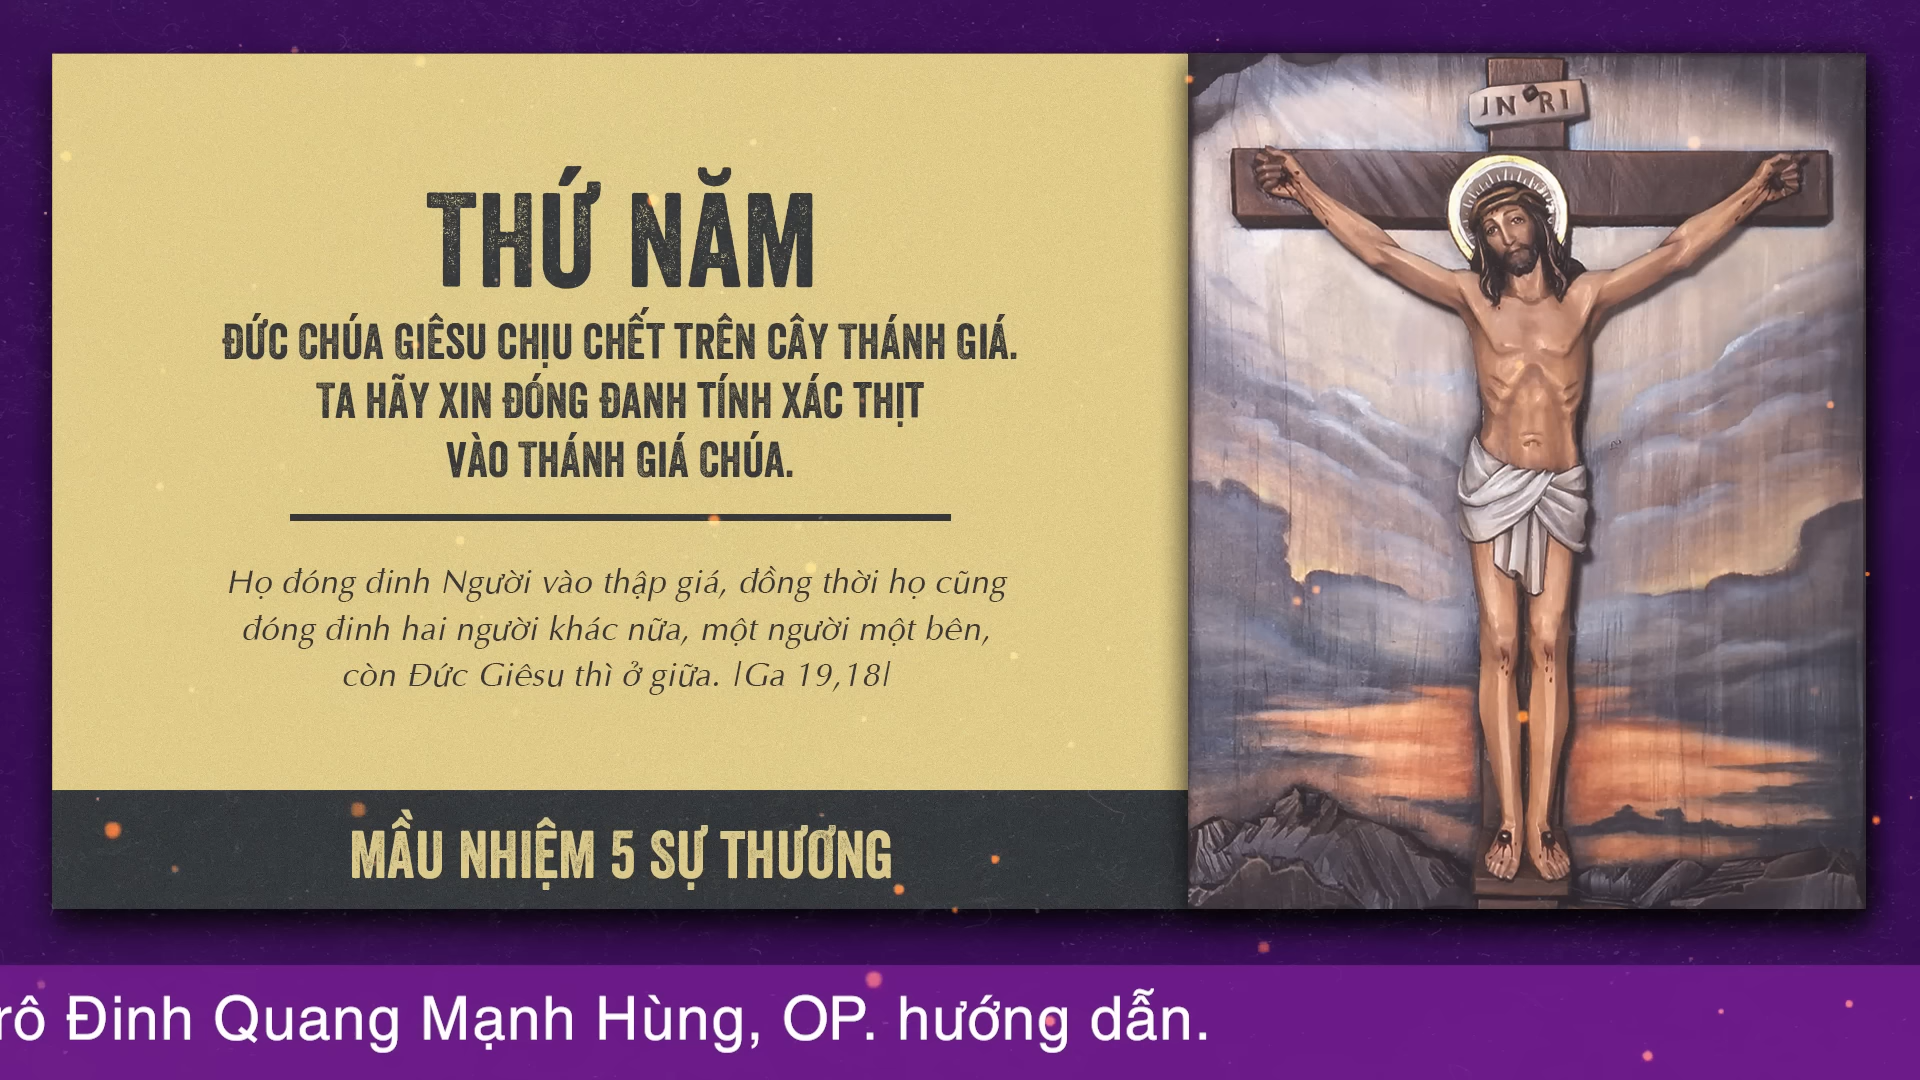 THỨ NĂM
ĐỨC CHÚA GIÊSU CHỊU CHẾT TRÊN CÂY THÁNH GIÁ.
TA HÃY XIN ĐÓNG ĐANH TÍNH XÁC THỊT
VÀO THÁNH GIÁ CHÚA.
Họ đóng đinh Người vào thập giá, đồng thời họ cũng
đóng đinh hai người khác nữa, một người một bên,
còn Đức Giêsu thì ở giữa. |Ga 19,18|
MẦU NHIỆM 5 SỰ THƯƠNG
INRI
rô Đinh Quang Mạnh Hùng, OP. hướng dẫn.